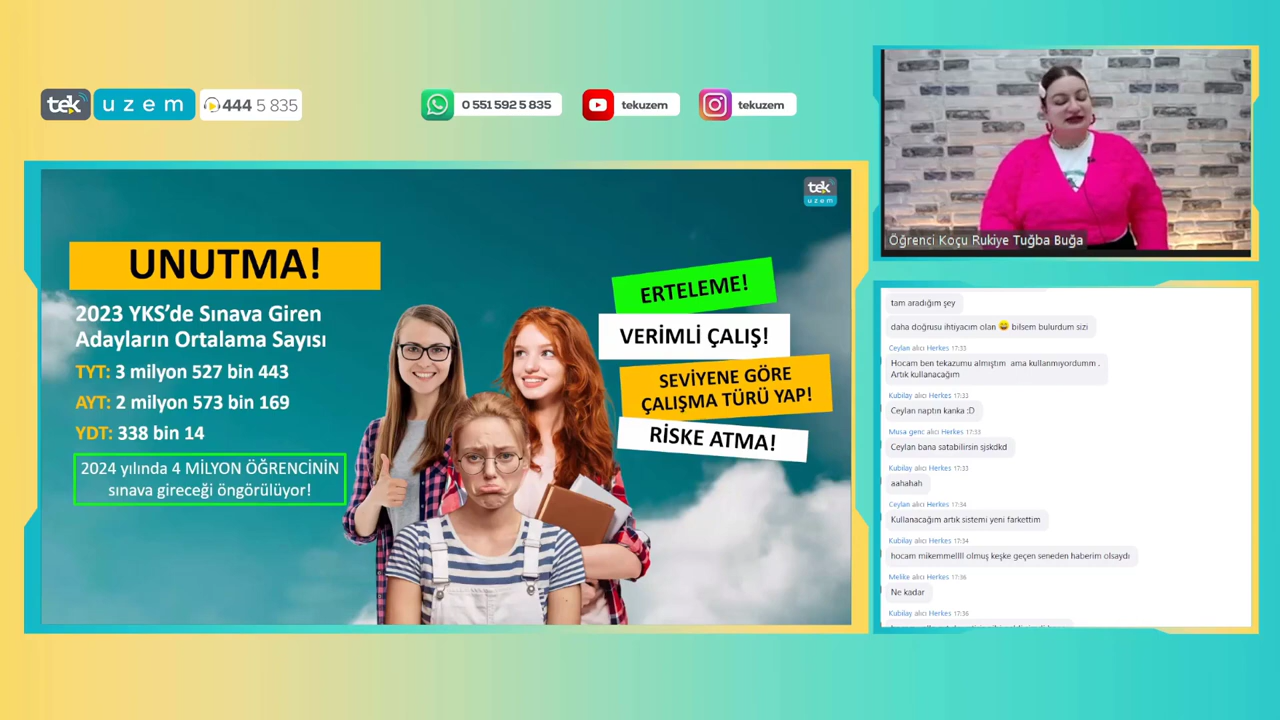 tek
uzem
444 5 835
0 551 592 5 835
tekuzem
tekuzem
tek
uzem
UNUTMA!
2023 YKS’de Sınava Giren
Adayların Ortalama Sayısı
TYT: 3 milyon 527 bin 443
AYT: 2 milyon 573 bin 169
YDT: 338 bin 14
2024 yılında 4 MİLYON ÖĞRENCİNİN
sınava gireceği öngörülüyor!
ERTELEME!
VERİMLİ ÇALIŞ!
SEVİYENE GÖRE
ÇALIŞMA TÜRÜ YAP!
RİSKE ATMA!
Öğrenci Koçu Rukiye Tuğba Buğa
tam aradığım şey
daha doğrusu ihtiyacım olan 😄 bilsem bulurdum sizi
Ceylan alıcı Herkes 17:33
Hocam ben tekazumu almıştım ama kullanmıyordumm .
Artık kullanacağım
Kubilay alıcı Herkes 17:33
Ceylan naptın kanka :D
Musa genc alıcı Herkes 17:33
Ceylan bana satabilirsin sjskdkd
Kubilay alıcı Herkes 17:33
aahahah
Ceylan alıcı Herkes 17:34
Kullanacağım artık sistemi yeni farkettim
Kubilay alıcı Herkes 17:34
hocam mikemmellll olmuş keşke geçen seneden haberim olsaydı
Melike alıcı Herkes 17:36
Ne kadar
Kubilay alıcı Herkes 17:36